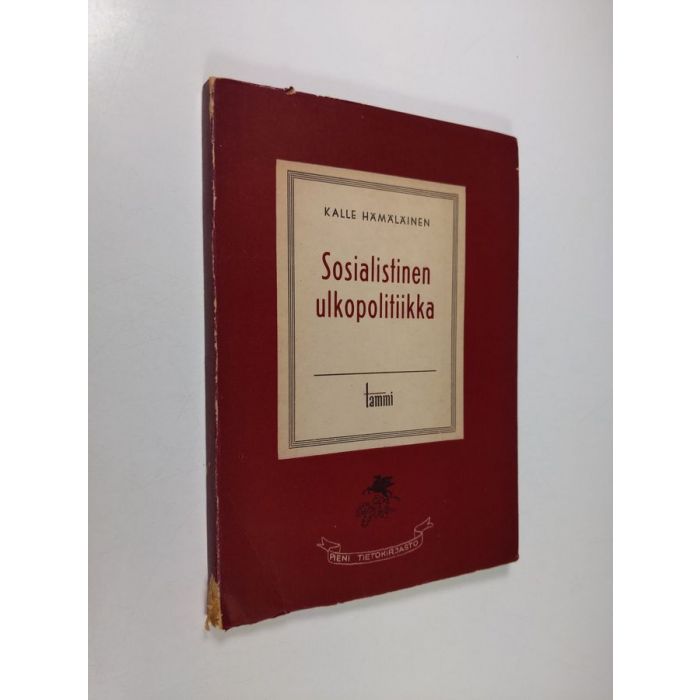 KALLE HÄMÄLÄINEN
Sosialistinen
ulkopolitiikka
tammi
PIENI TIETOKIRJASTO